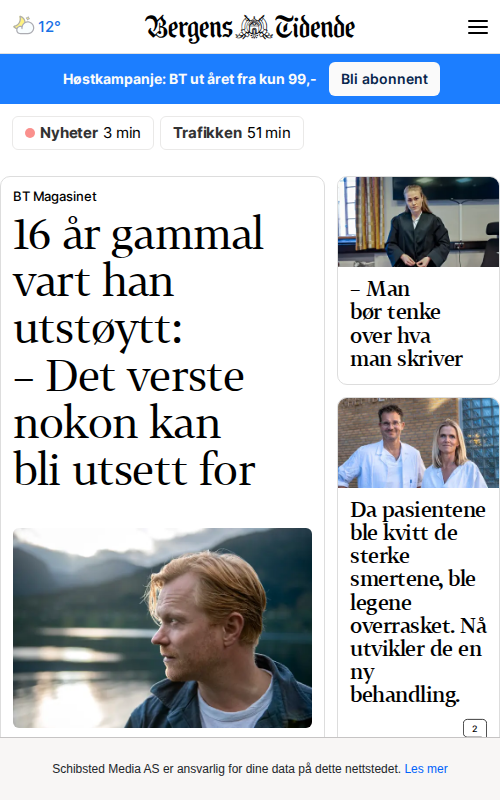 12°
Bergens Tidende
Høstkampanje: BT ut året fra kun 99,-
Bli abonnent
Nyheter 3 min
Trafikken 51 min
BT Magasinet
16 år gammal
vart han
utstøytt:
– Det verste
nokon kan
bli utsett for
– Man
bør tenke
over hva
man skriver
Da pasientene
ble kvitt de
sterke
smertene, ble
legene
overrasket. Nå
utvikler de en
ny
behandling.
2
Schibsted Media AS er ansvarlig for dine data på dette nettstedet. Les mer